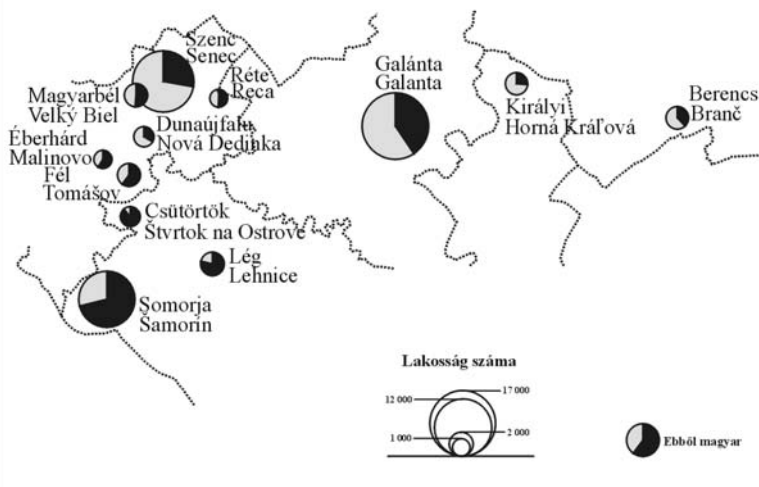 Szenc
Senec
Réte
Reca
Magyarbél
Velký Biel
Dunaújfalu
Nová Dedinka
Éberhárd
Malinovo
Fél
Tomášov
Csütörtök
Štvrtok na Ostrove
Lég
Lehnice
Somorja
Šamorín
Galánta
Galanta
Királyi
Horná Kráľová
Berencs
Branč
Lakosság száma
17 000
12 000
2 000
1 000
Ebből magyar